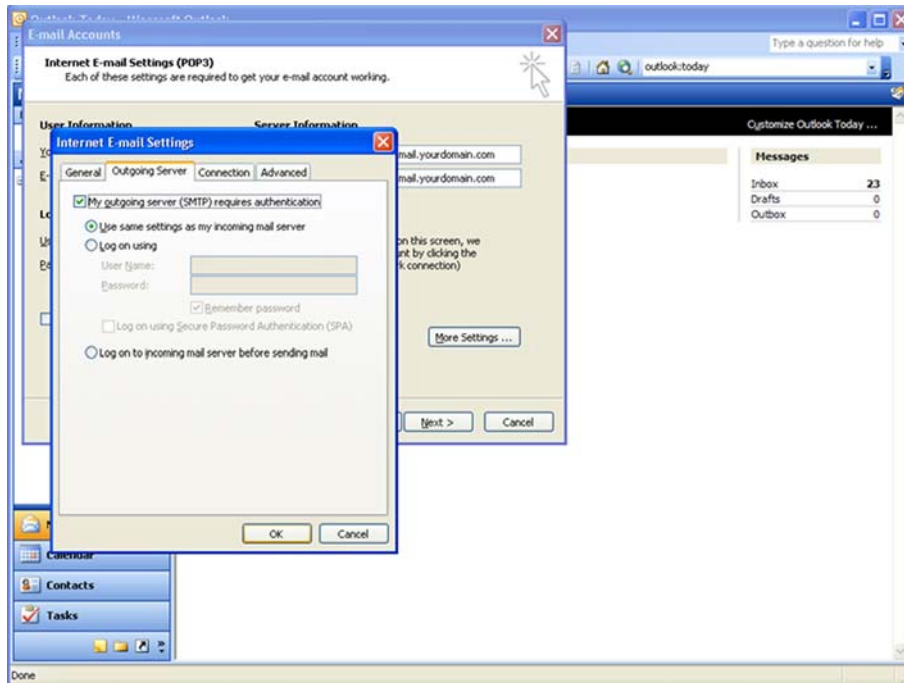 E-mail Accounts
Type a question for help
Internet E-mail Settings (POP3)
Each of these settings are required to get your e-mail account working.
outlook:today
User Information Server Information
Customize Outlook Today ...
Internet E-mail Settings
mail.yourdomain.com
Messages
General Outgoing Server Connection Advanced
mail.yourdomain.com
Inbox 23
Drafts 0
Outbox 0
My outgoing server (SMTP) requires authentication
Use same settings as my incoming mail server
Log on using
on this screen, we
by clicking the
connection)
User Name:
Password:
Remember password
Log on using Secure Password Authentication (SPA)
More Settings ...
Log on to incoming mail server before sending mail
Next > Cancel
OK Cancel
Calendar
Contacts
Tasks
Done